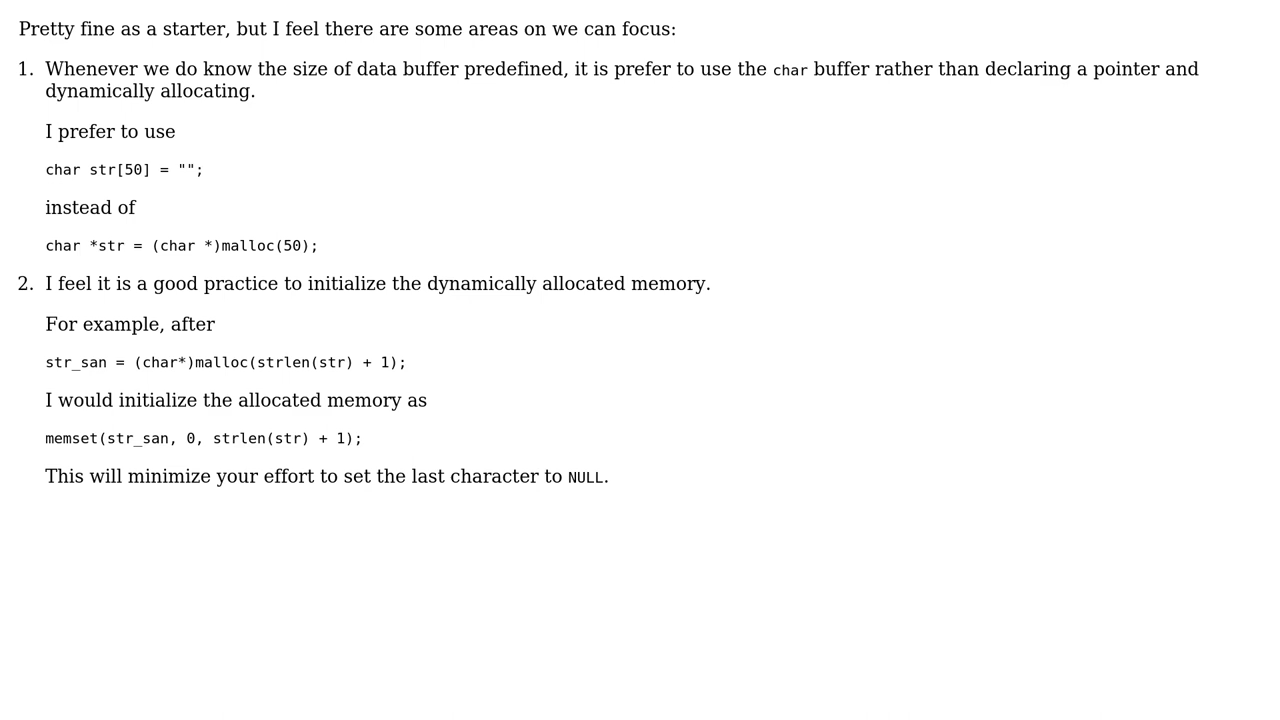 Pretty fine as a starter, but I feel there are some areas on we can focus:
1. Whenever we do know the size of data buffer predefined, it is prefer to use the char buffer rather than declaring a pointer and
dynamically allocating.
I prefer to use
char str[50] = "";
instead of
char *str = (char *)malloc(50);
2. I feel it is a good practice to initialize the dynamically allocated memory.
For example, after
str_san = (char*)malloc(strlen(str) + 1);
I would initialize the allocated memory as
memset(str_san, 0, strlen(str) + 1);
This will minimize your effort to set the last character to NULL.